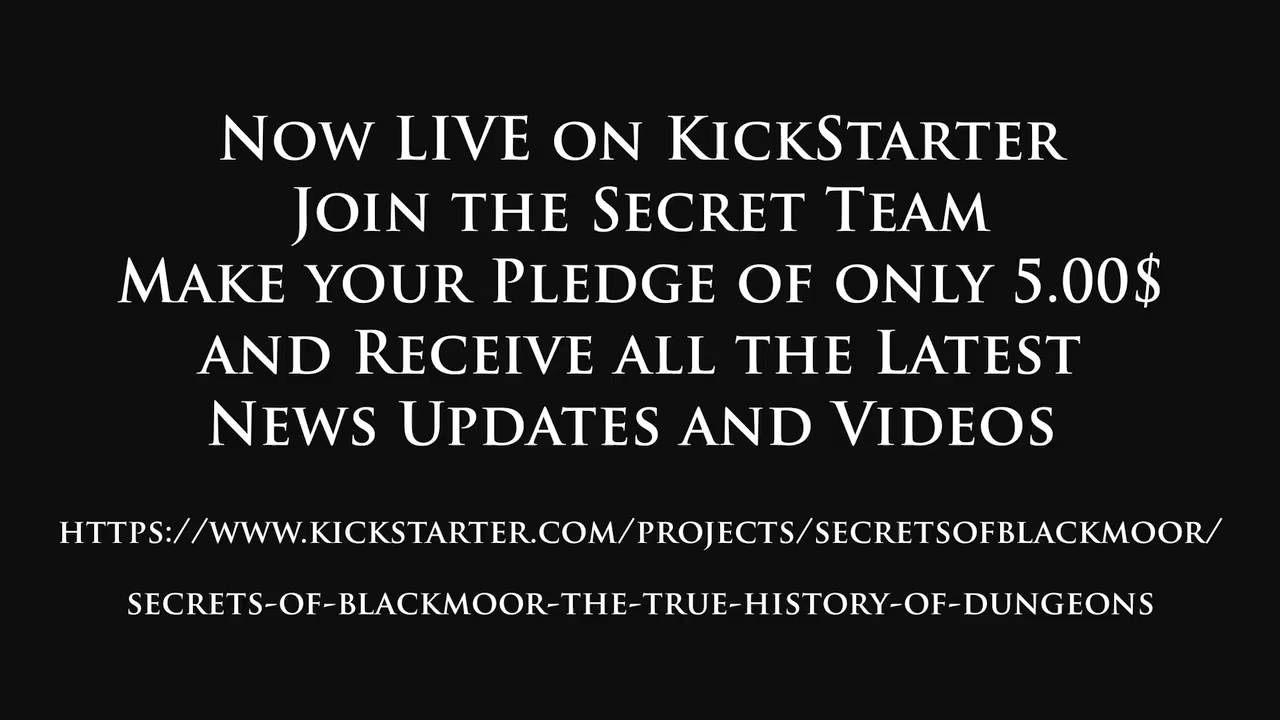 Now LIVE on KickStarter
Join the Secret Team
Make your Pledge of only 5.00$
and Receive all the Latest
News Updates and Videos
https://www.kickstarter.com/projects/secretsofblackmoor/
secrets-of-blackmoor-the-true-history-of-dungeons